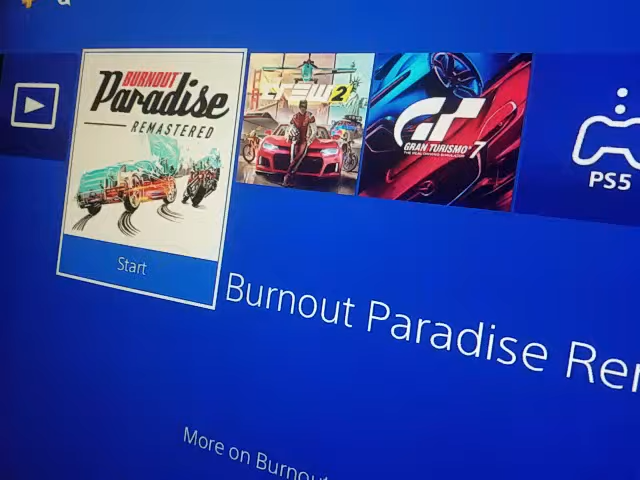 BURNOUT
Paradise
REMASTERED
Start
CREW 2
GT
GRAN TURISMO 7
THE REAL DRIVING SIMULATOR
PS5
Burnout Paradise Rem
More on Burnout